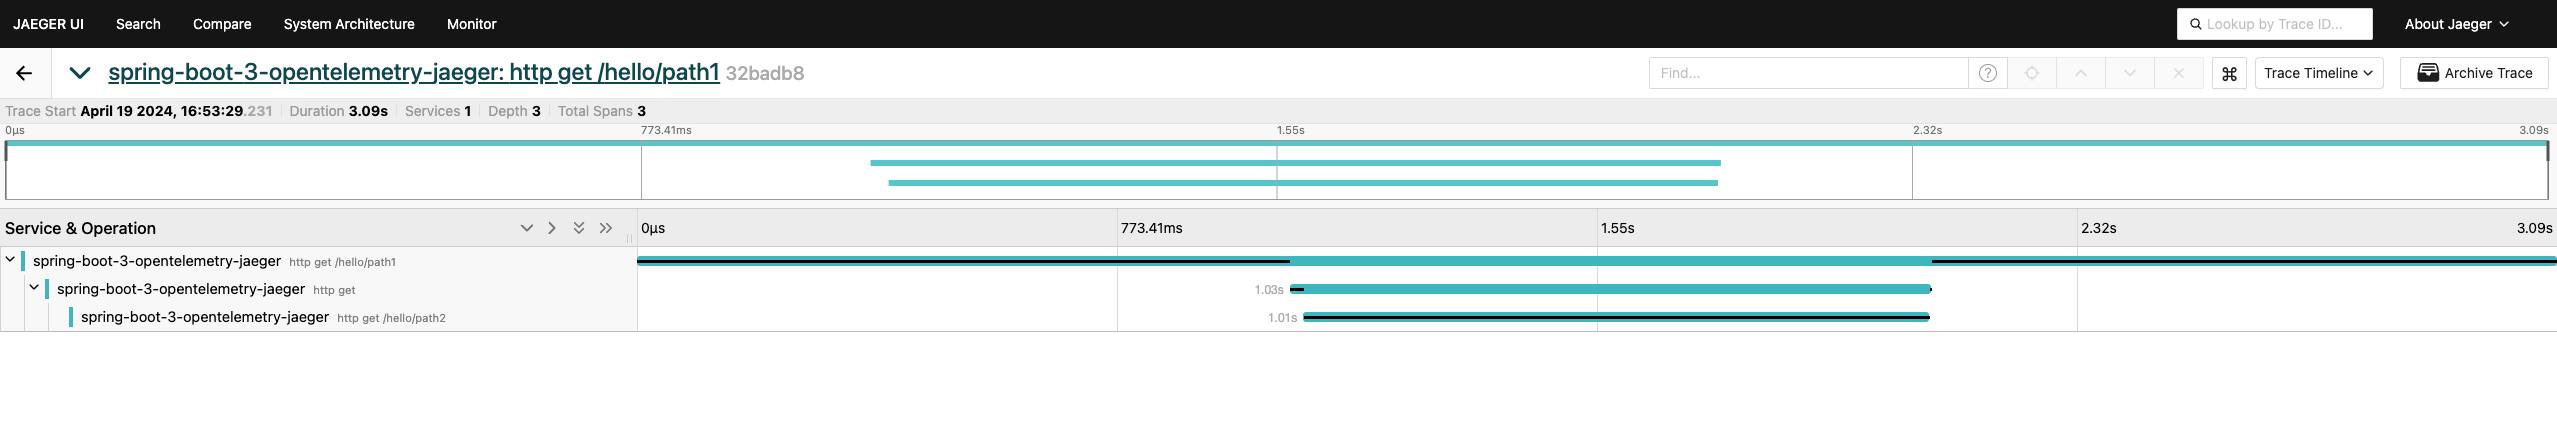 JAEGER UI Search Compare System Architecture Monitor Lookup by Trace ID... About Jaeger
spring-boot-3-opentelemetry-jaeger: http get /hello/path1 32badb8 Find... ? ⌘ Trace Timeline Archive Trace
Trace Start April 19 2024, 16:53:29.231 Duration 3.09s Services 1 Depth 3 Total Spans 3
0μs 773.41ms 1.55s 2.32s 3.09s
Service & Operation 0μs 773.41ms 1.55s 2.32s 3.09s
spring-boot-3-opentelemetry-jaeger http get /hello/path1
spring-boot-3-opentelemetry-jaeger http get 1.03s
spring-boot-3-opentelemetry-jaeger http get /hello/path2 1.01s